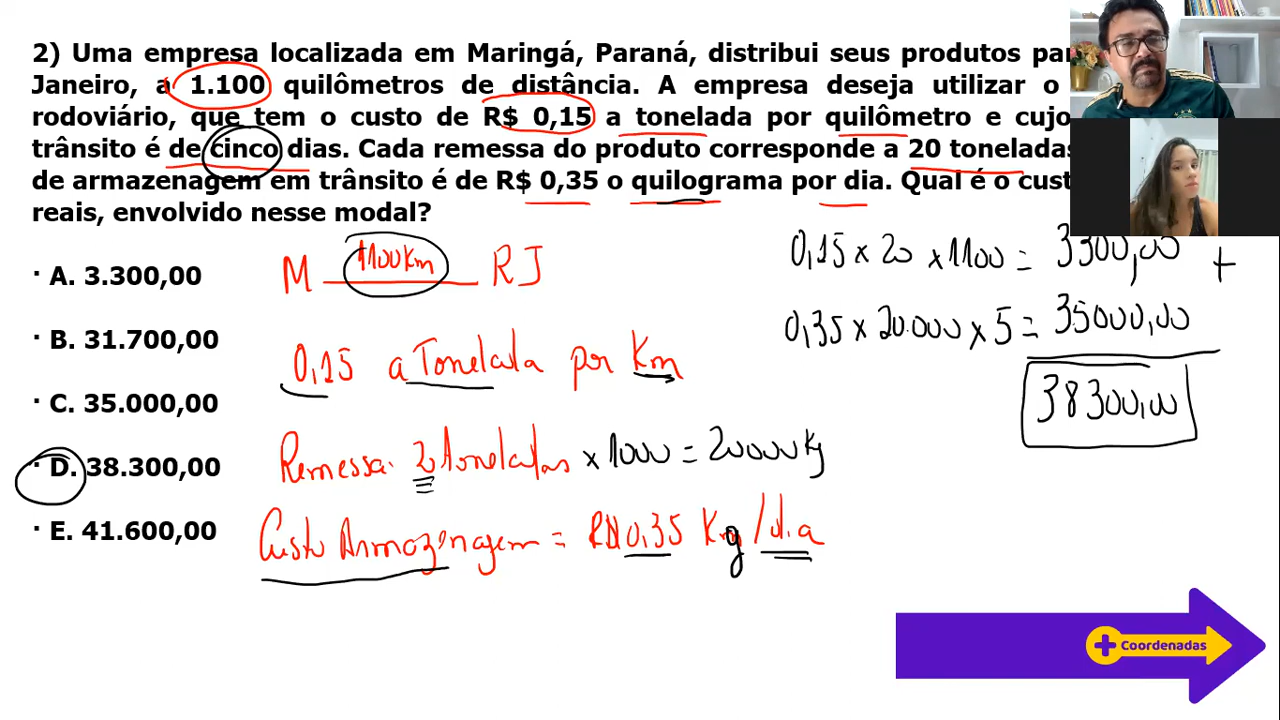 2) Uma empresa localizada em Maringá, Paraná, distribui seus produtos par
Janeiro, a 1.100 quilômetros de distância. A empresa deseja utilizar o
rodoviário, que tem o custo de R$ 0,15 a tonelada por quilômetro e cujo
trânsito é de cinco dias. Cada remessa do produto corresponde a 20 toneladas
de armazenagem em trânsito é de R$ 0,35 o quilograma por dia. Qual é o cust
reais, envolvido nesse modal?
· A. 3.300,00
· B. 31.700,00
· C. 35.000,00
· D. 38.300,00
· E. 41.600,00
M 1100Km RJ
0,15 a Tonelada por Km
Remessa: 20 Toneladas x 1000 = 20000Kg
Custo Armazenagem = R$ 0,35 Kg/dia
0,15 x 20 x 1100 = 3300,00 +
0,35 x 20.000 x 5 = 35000,00
38300,00
+ Coordenadas